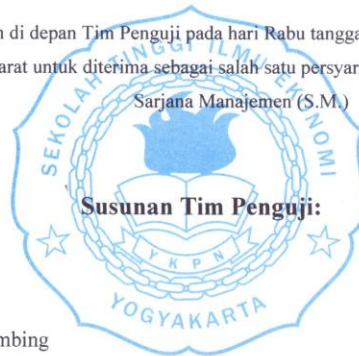 n di depan Tim Penguji pada hari Rabu tangga
arat untuk diterima sebagai salah satu persyar
Sarjana Manajemen (S.M.)
SEKOLAH TINGGI ILMU EKONOMI
Susunan Tim Penguji:
YKPN
YOGYAKARTA
mbing